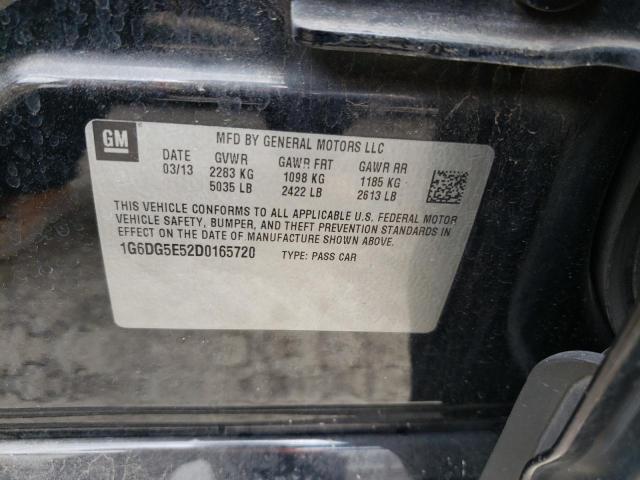 GM
MFD BY GENERAL MOTORS LLC
DATE GVWR GAWR FRT GAWR RR
03/13 2283 KG 1098 KG 1185 KG
5035 LB 2422 LB 2613 LB
THIS VEHICLE CONFORMS TO ALL APPLICABLE U.S. FEDERAL MOTOR
VEHICLE SAFETY, BUMPER, AND THEFT PREVENTION STANDARDS IN
EFFECT ON THE DATE OF MANUFACTURE SHOWN ABOVE.
1G6DG5E52D0165720 TYPE: PASS CAR